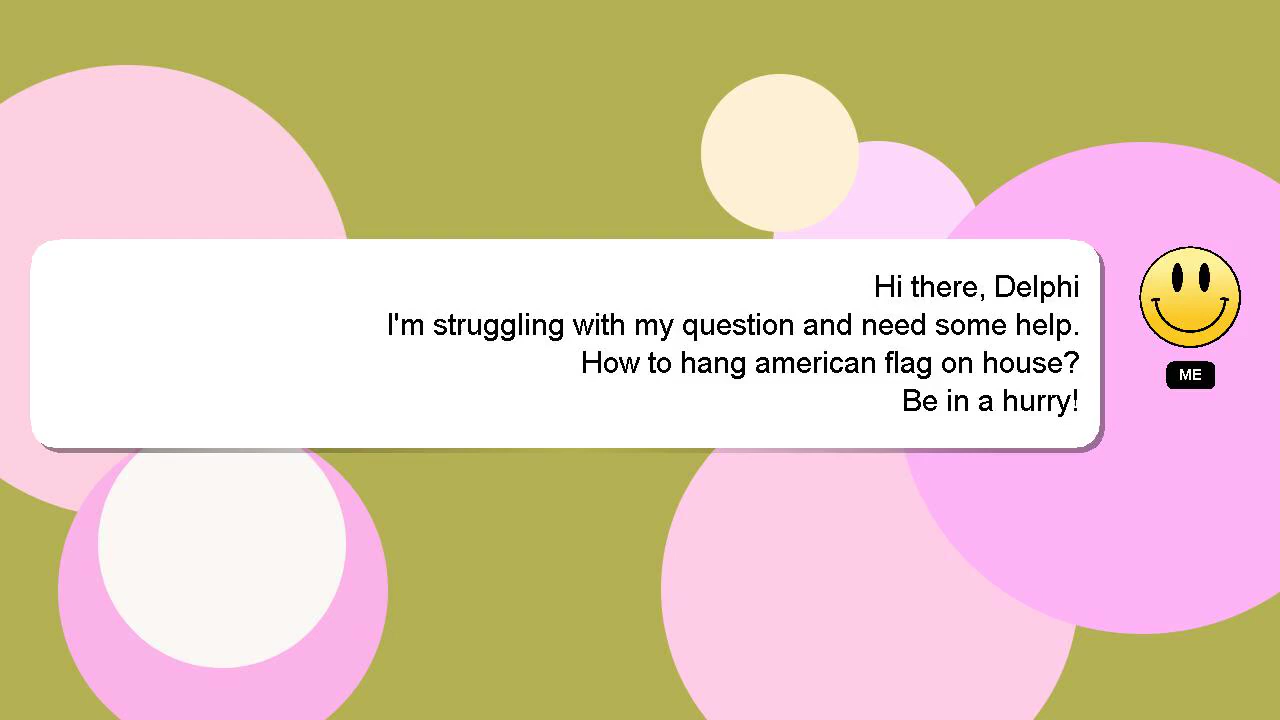 Hi there, Delphi
I'm struggling with my question and need some help.
How to hang american flag on house?
Be in a hurry!
ME